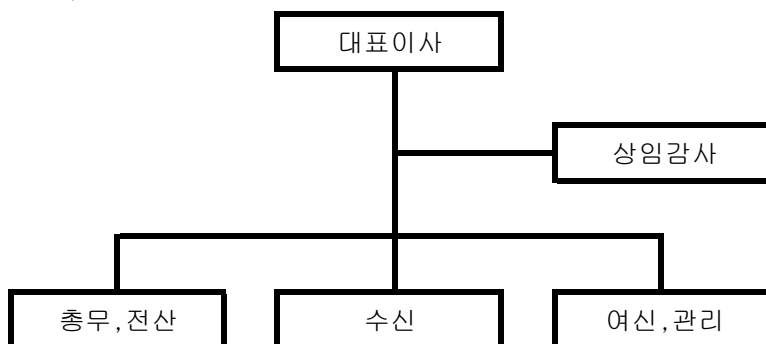 대표이사
상임감사
총무,전산
수신
여신,관리